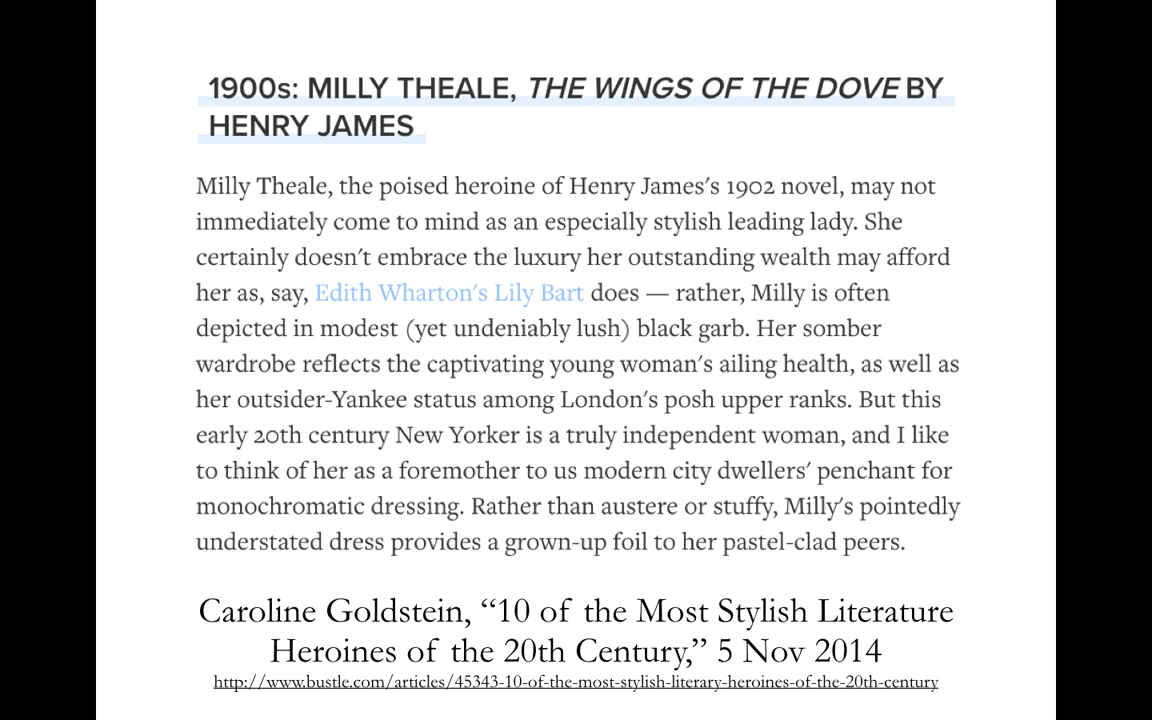 1900s: MILLY THEALE, THE WINGS OF THE DOVE BY
HENRY JAMES
Milly Theale, the poised heroine of Henry James's 1902 novel, may not
immediately come to mind as an especially stylish leading lady. She
certainly doesn't embrace the luxury her outstanding wealth may afford
her as, say, Edith Wharton's Lily Bart does — rather, Milly is often
depicted in modest (yet undeniably lush) black garb. Her somber
wardrobe reflects the captivating young woman's ailing health, as well as
her outsider-Yankee status among London's posh upper ranks. But this
early 20th century New Yorker is a truly independent woman, and I like
to think of her as a foremother to us modern city dwellers' penchant for
monochromatic dressing. Rather than austere or stuffy, Milly's pointedly
understated dress provides a grown-up foil to her pastel-clad peers.
Caroline Goldstein, “10 of the Most Stylish Literature
Heroines of the 20th Century,” 5 Nov 2014
http://www.bustle.com/articles/45343-10-of-the-most-stylish-literary-heroines-of-the-20th-century